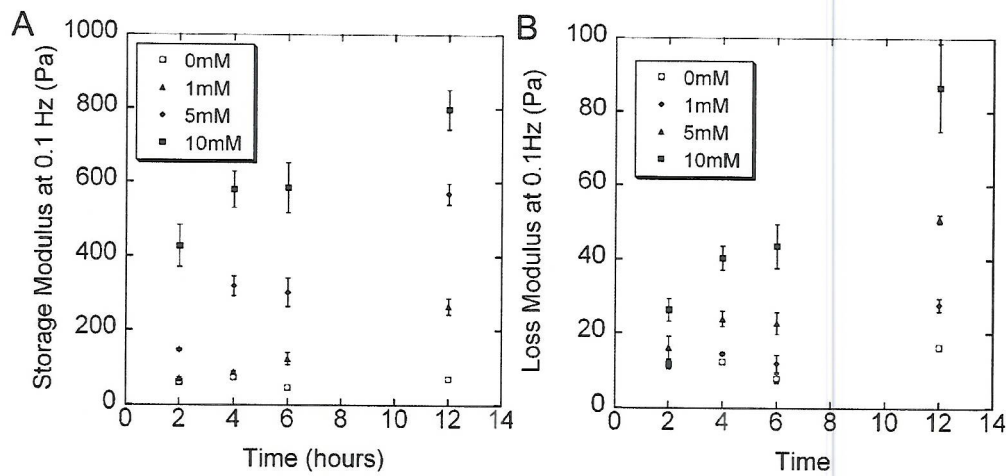 A
Storage Modulus at 0.1 Hz (Pa)
1000
800
600
400
200
0
0mM
1mM
5mM
10mM
0 2 4 6 8 10 12 14
Time (hours)
B
Loss Modulus at 0.1Hz (Pa)
100
80
60
40
20
0
0mM
1mM
5mM
10mM
0 2 4 6 8 10 12 14
Time